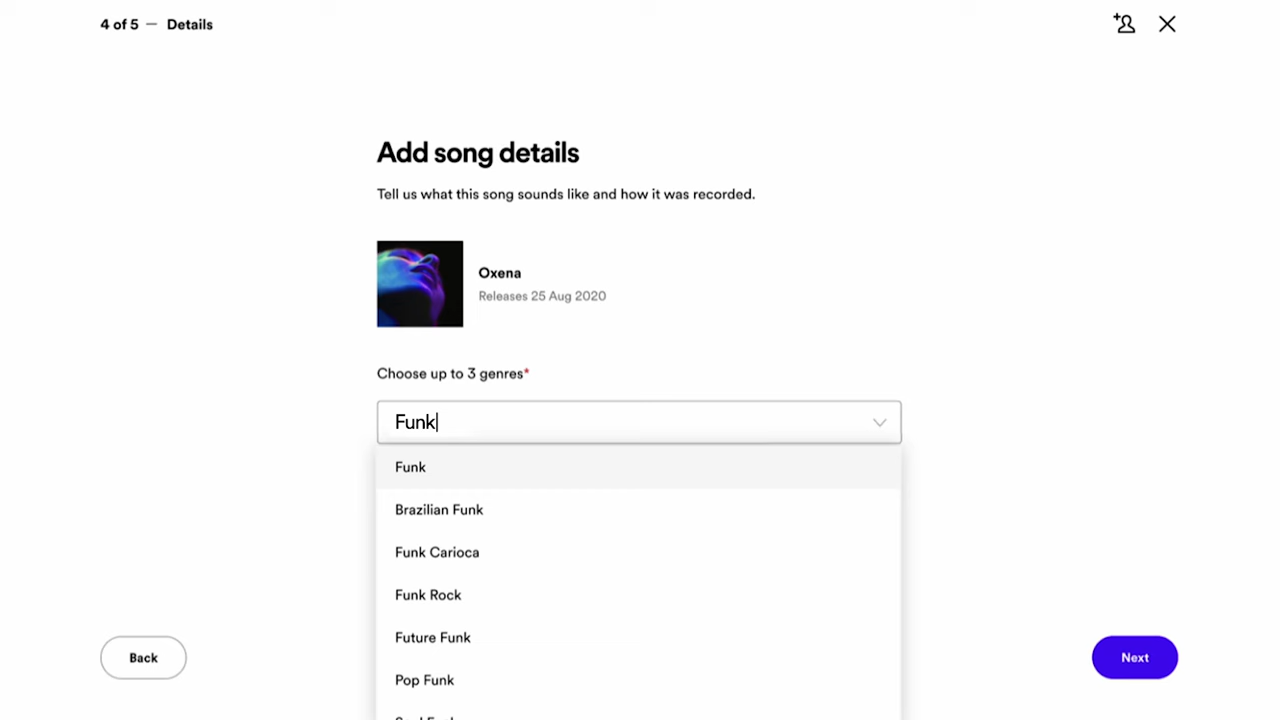 4 of 5 — Details
Add song details
Tell us what this song sounds like and how it was recorded.
Oxena
Releases 25 Aug 2020
Choose up to 3 genres*
Funk
Funk
Brazilian Funk
Funk Carioca
Funk Rock
Future Funk
Back
Next
Pop Funk